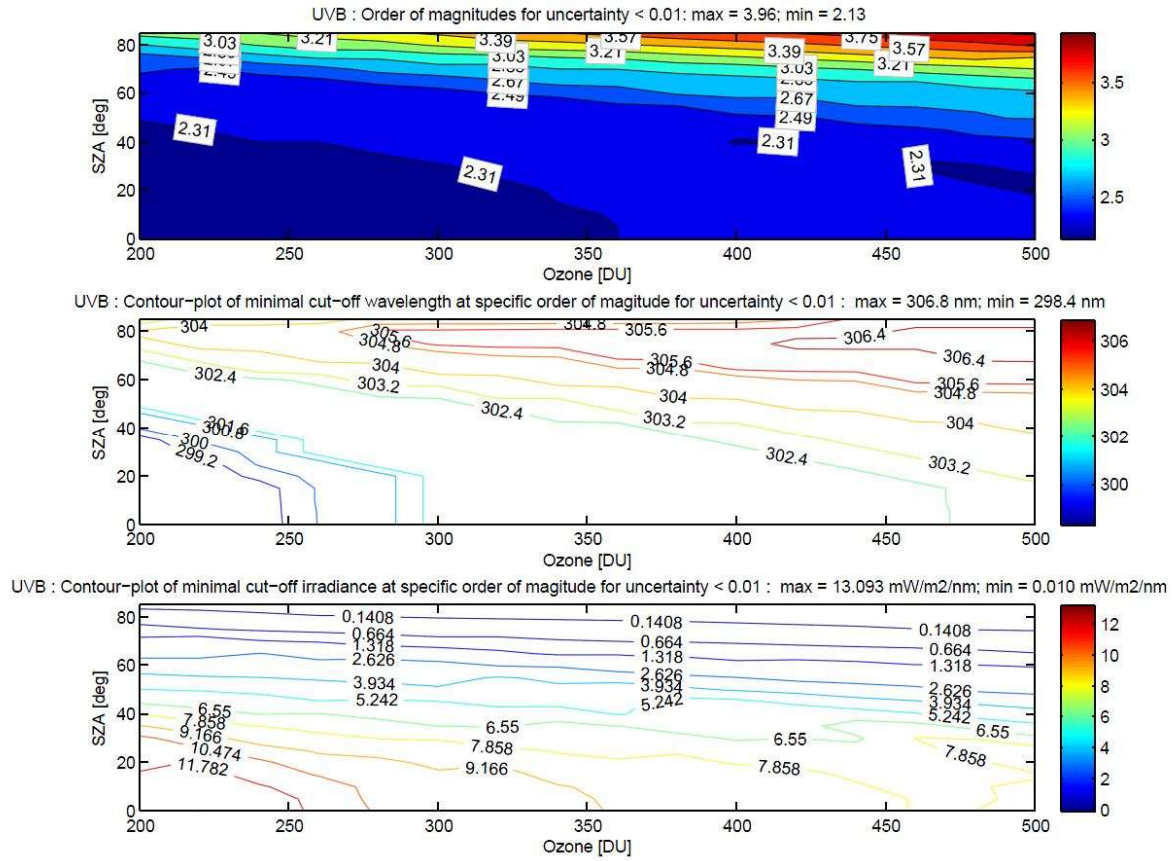 UVB : Order of magnitudes for uncertainty < 0.01: max = 3.96; min = 2.13
3.03 3.21 3.39 3.57 3.75 3.57
3.03 3.21 3.39 3.21
2.49 2.67 3.03
2.49 2.67
2.49
2.31 2.31 2.31 2.31
80
60
40
20
0
SZA [deg]
200 250 300 350 400 450 500
Ozone [DU]
3.5
3
2.5
UVB : Contour-plot of minimal cut-off wavelength at specific order of magitude for uncertainty < 0.01 : max = 306.8 nm; min = 298.4 nm
304 304.8 305.6 306.4
305.6 306.4
304.8 305.6 305.6
304 304.8 304.8
302.4 303.2 304 304
301.6 302.4 303.2
300.8 302.4 303.2
300
299.2
80
60
40
20
0
SZA [deg]
200 250 300 350 400 450 500
Ozone [DU]
306
304
302
300
UVB : Contour-plot of minimal cut-off irradiance at specific order of magitude for uncertainty < 0.01 : max = 13.093 mW/m2/nm; min = 0.010 mW/m2/nm
0.1408 0.1408 0.1408
0.664 0.664 0.664
1.318 1.318 1.318
2.626 2.626 2.626
3.934 3.934 3.934
5.242 5.242 5.242
6.55 6.55 6.55 6.55
7.858 7.858 7.858 7.858
9.166 9.166
10.474
11.782
80
60
40
20
0
SZA [deg]
200 250 300 350 400 450 500
Ozone [DU]
12
10
8
6
4
2
0